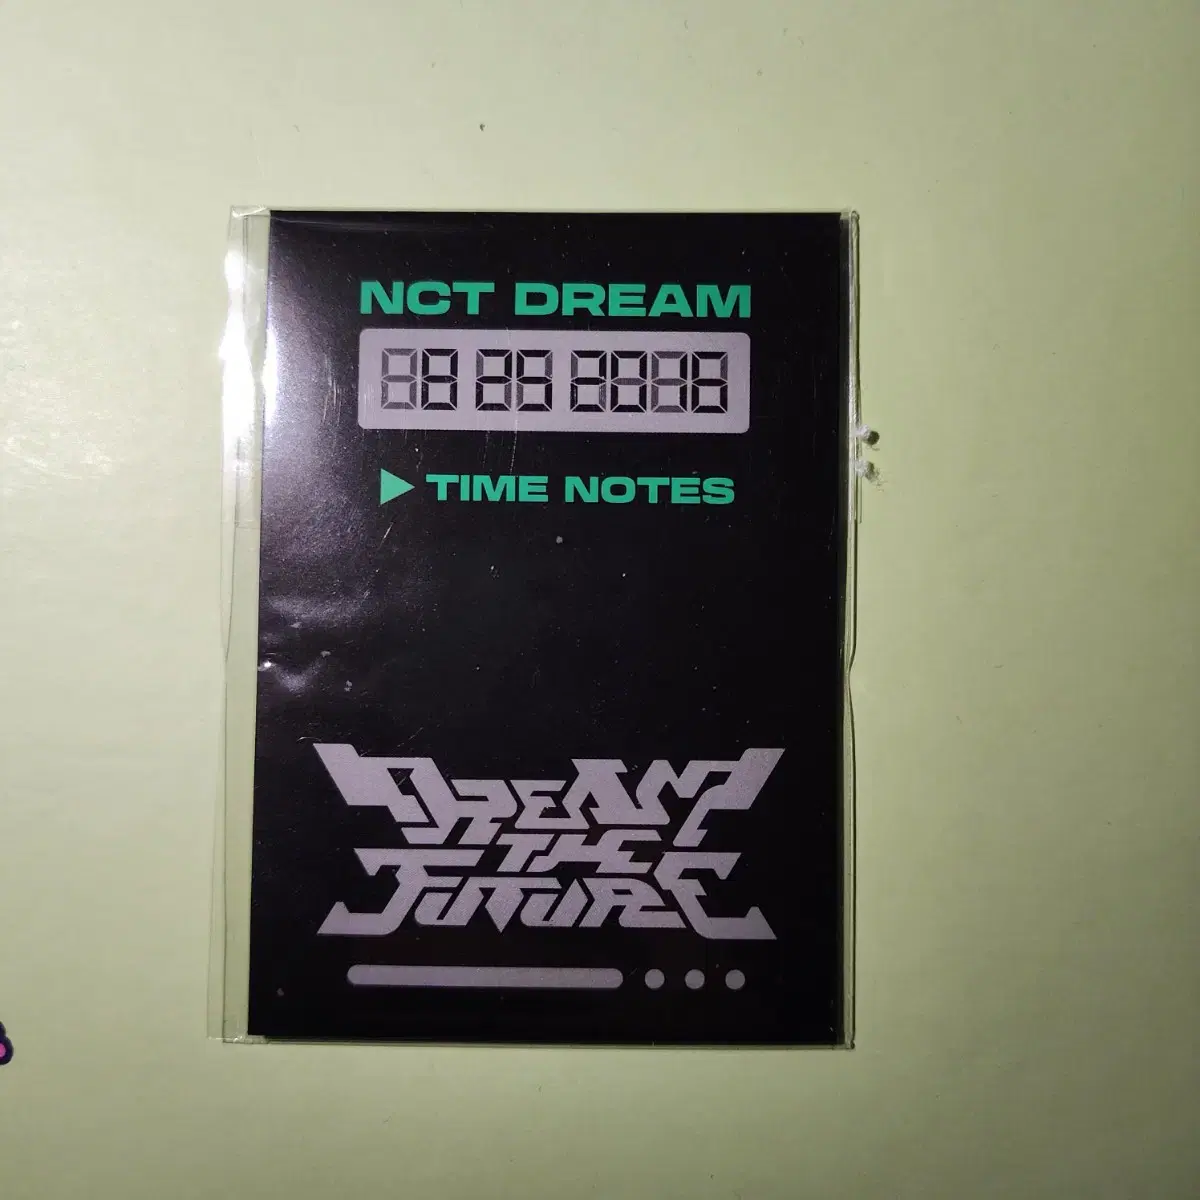 NCT DREAM
TIME NOTES
DREAM
THE
FUTURE